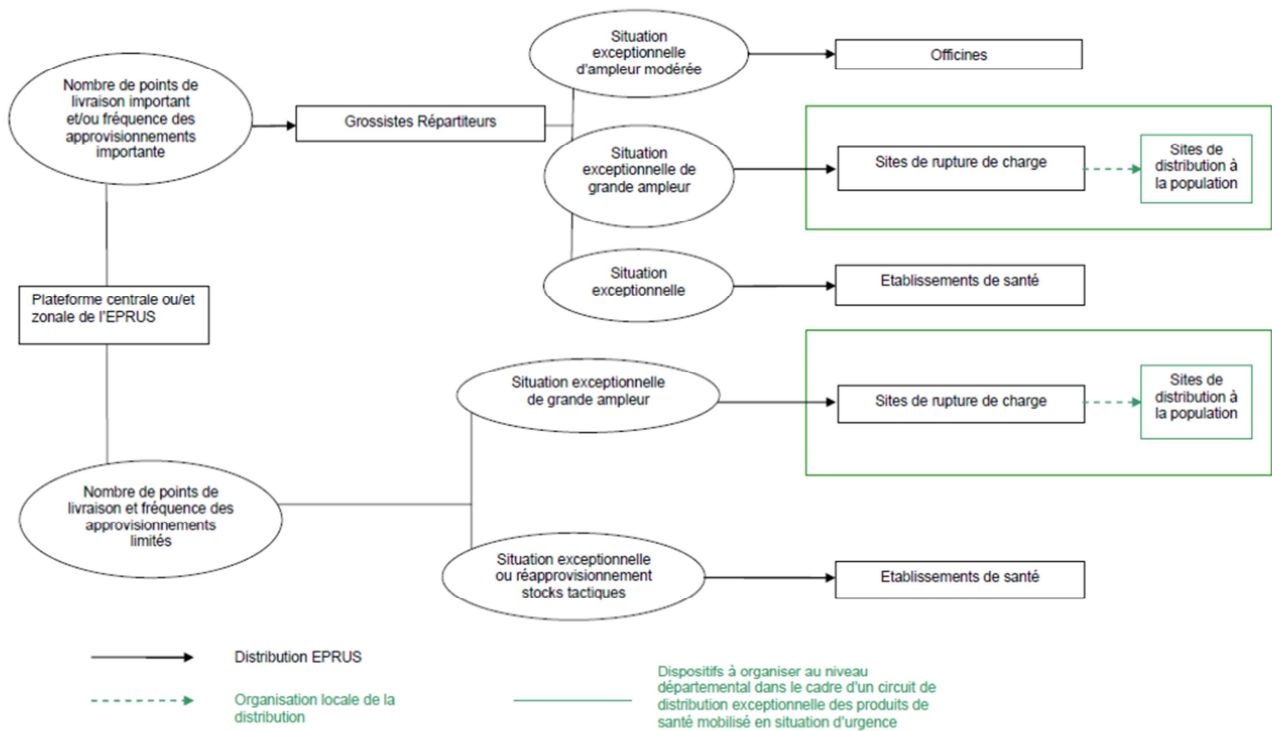 Situation
exceptionnelle
d'ampleur modérée
Officines
Nombre de points de
livraison important
et/ou fréquence des
approvisionnements
importante
Grossistes Répartiteurs
Situation
exceptionnelle de
grande ampleur
Sites de rupture de charge
Sites de
distribution à
la population
Situation
exceptionnelle
Etablissements de santé
Plateforme centrale ou/et
zonale de l'EPRUS
Situation exceptionnelle
de grande ampleur
Sites de rupture de charge
Sites de
distribution à
la population
Nombre de points de
livraison et fréquence des
approvisionnements
limités
Situation exceptionnelle
ou réapprovisionnement
stocks tactiques
Etablissements de santé
Distribution EPRUS
Organisation locale de la
distribution
Dispositifs à organiser au niveau
départemental dans le cadre d'un circuit de
distribution exceptionnelle des produits de
santé mobilisé en situation d'urgence